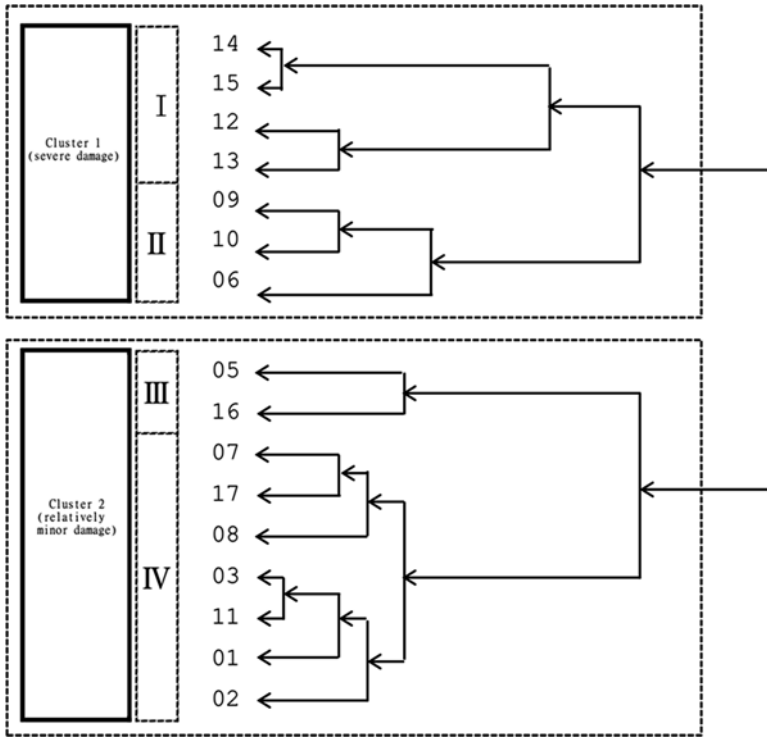 Cluster 1
(severe damage)
I
II
14
15
12
13
09
10
06
Cluster 2
(relatively
minor damage)
III
IV
05
16
07
17
08
03
11
01
02